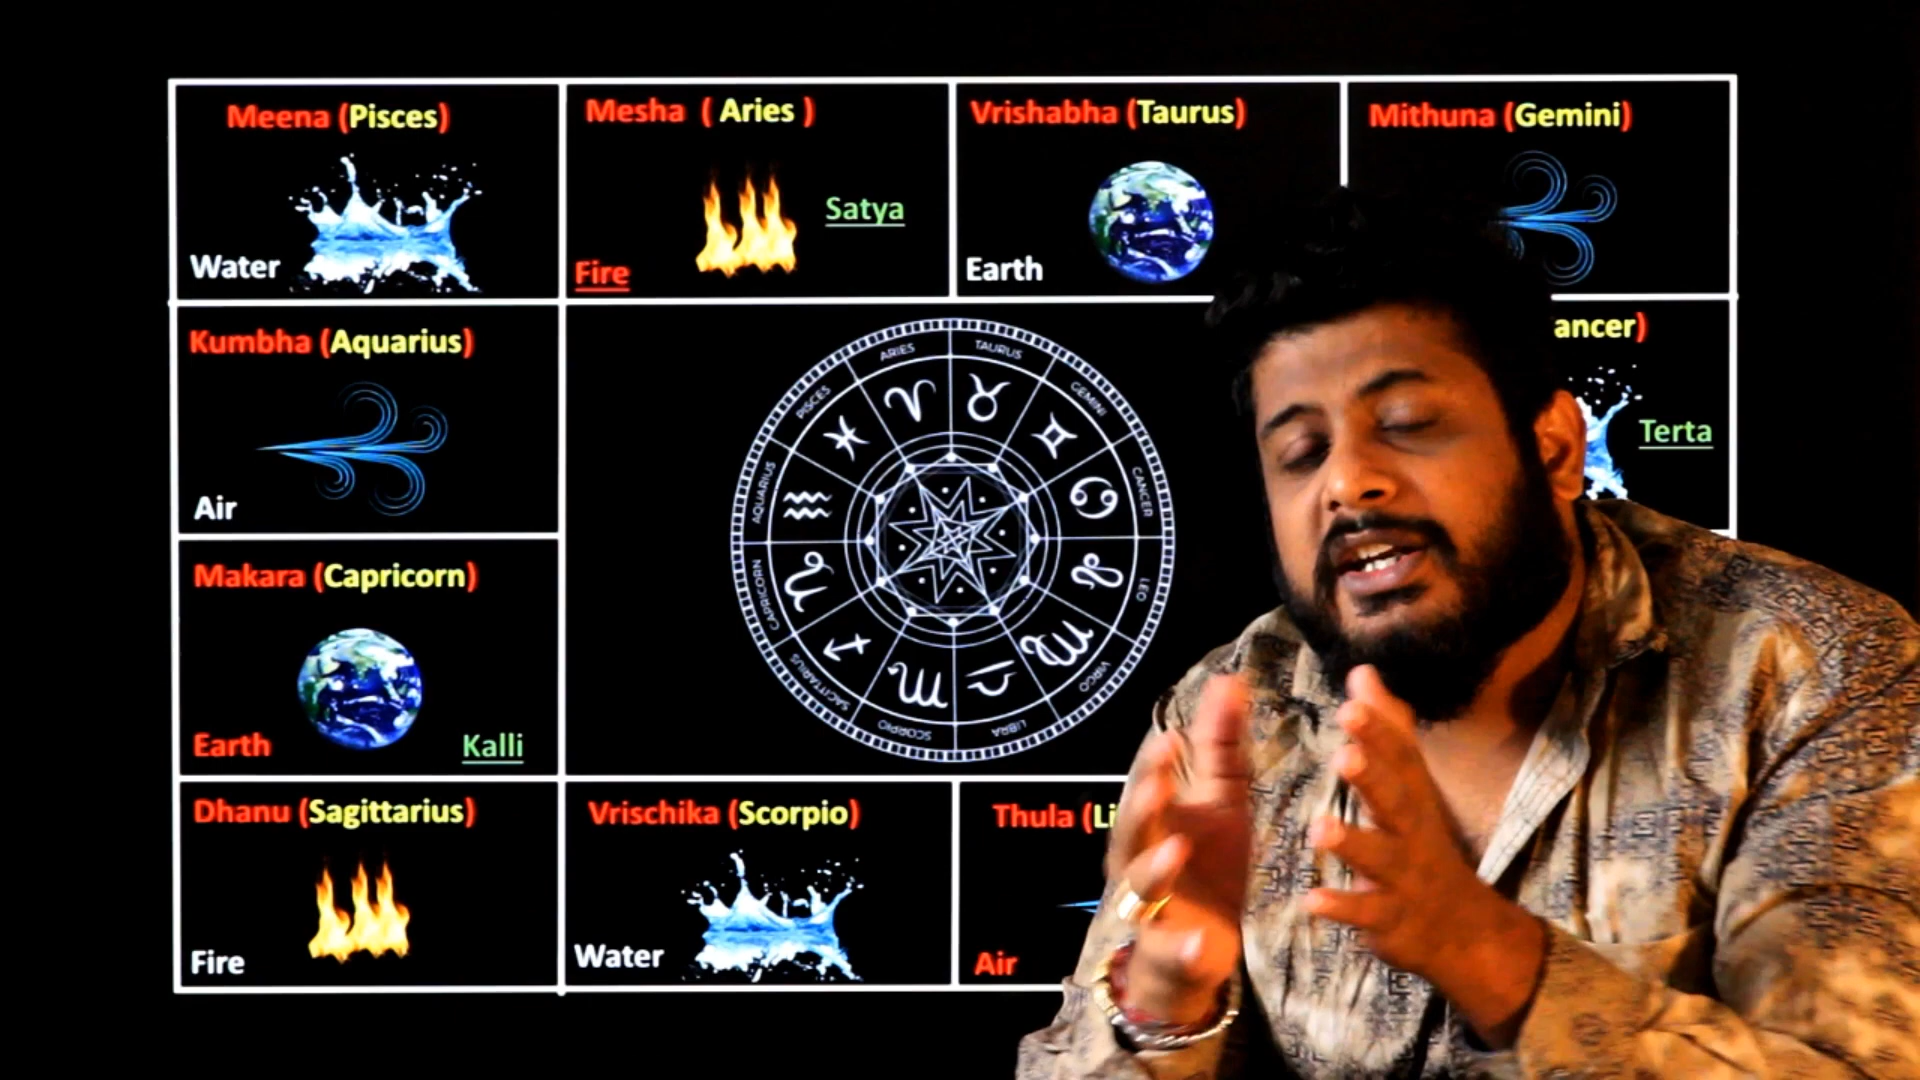 Meena (Pisces)
Mesha ( Aries )
Vrishabha (Taurus)
Mithuna (Gemini)
Satya
Water
Fire
Earth
Kumbha (Aquarius)
ancer)
Terta
Air
Makara (Capricorn)
Earth
Kalli
ARIES
TAURUS
GEMINI
CANCER
LEO
VIRGO
LIBRA
SCORPIO
SAGITTARIUS
CAPRICORN
AQUARIUS
PISCES
Dhanu (Sagittarius)
Vrischika (Scorpio)
Thula (Li
Fire
Water
Air